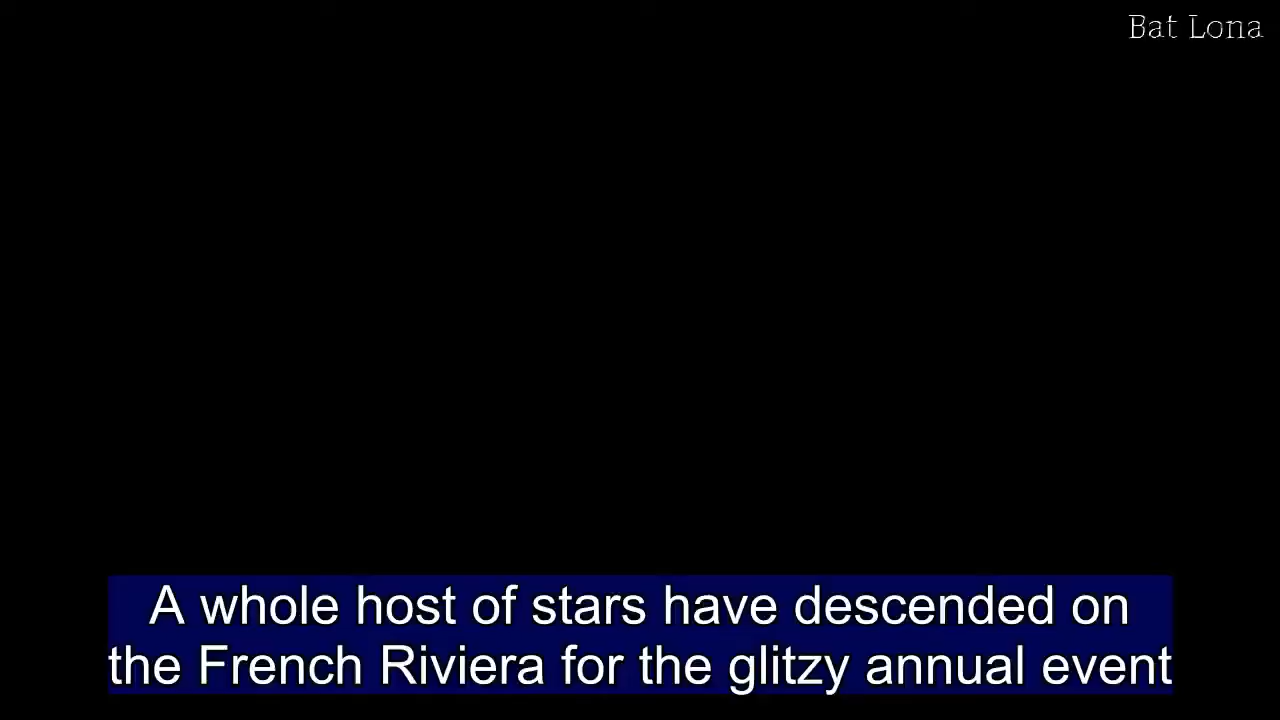 Bat Lona
A whole host of stars have descended on
the French Riviera for the glitzy annual event